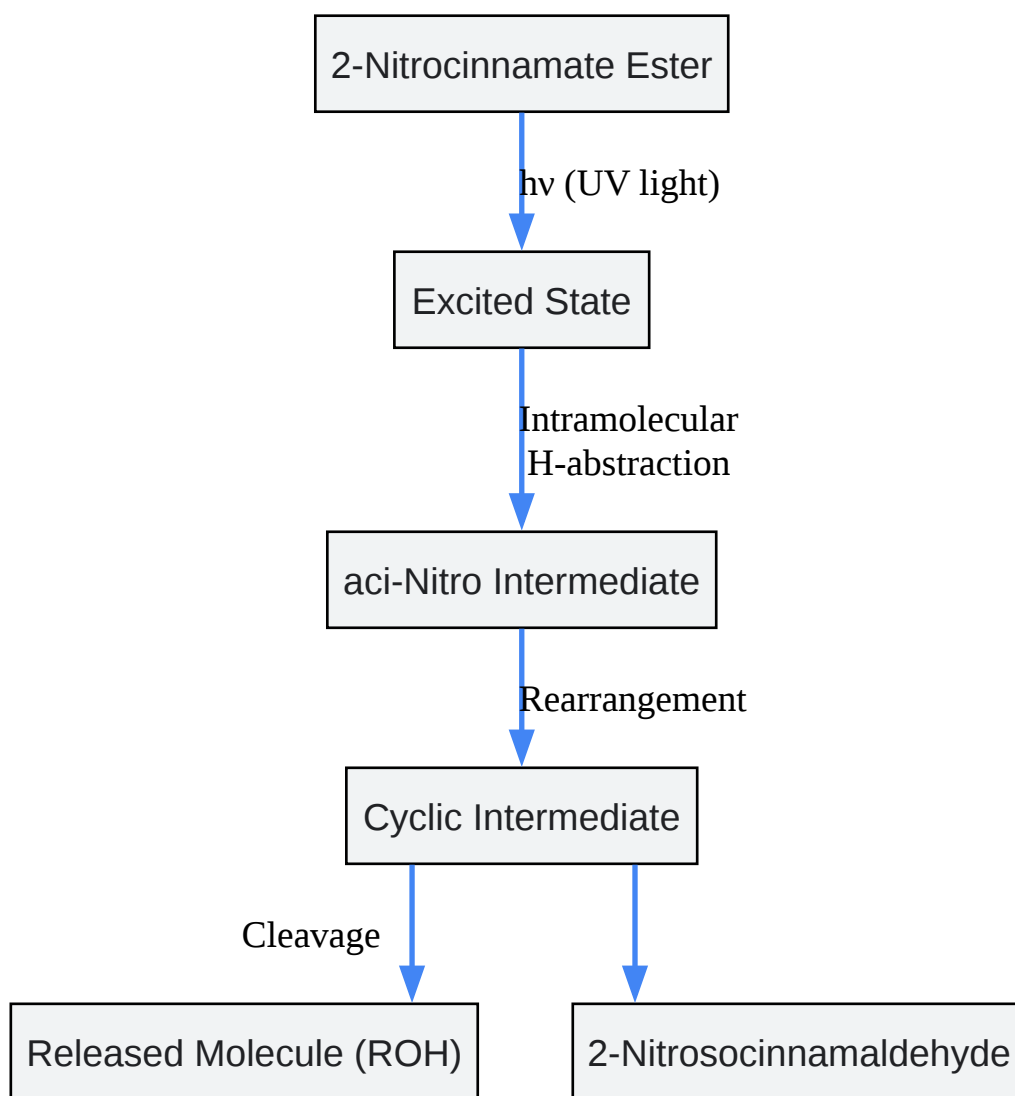 2-Nitrocinnamate Ester
hν (UV light)
Excited State
Intramolecular
H-abstraction
aci-Nitro Intermediate
Rearrangement
Cyclic Intermediate
Cleavage
Released Molecule (ROH)
2-Nitrosocinnamaldehyde